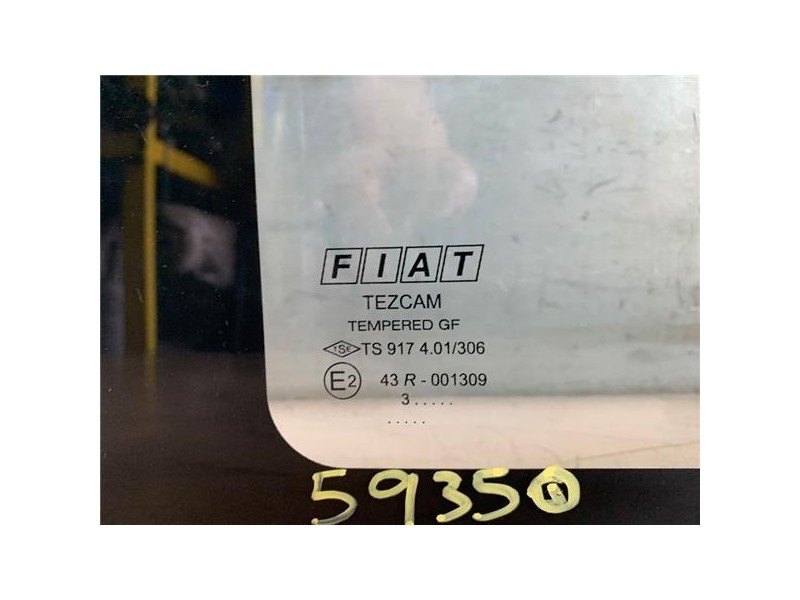 FIAT
TEZCAM
TEMPERED GF
TSE TS 917 4.01/306
E2 43 R - 001309
3 . . . . .
. . . . .
59350